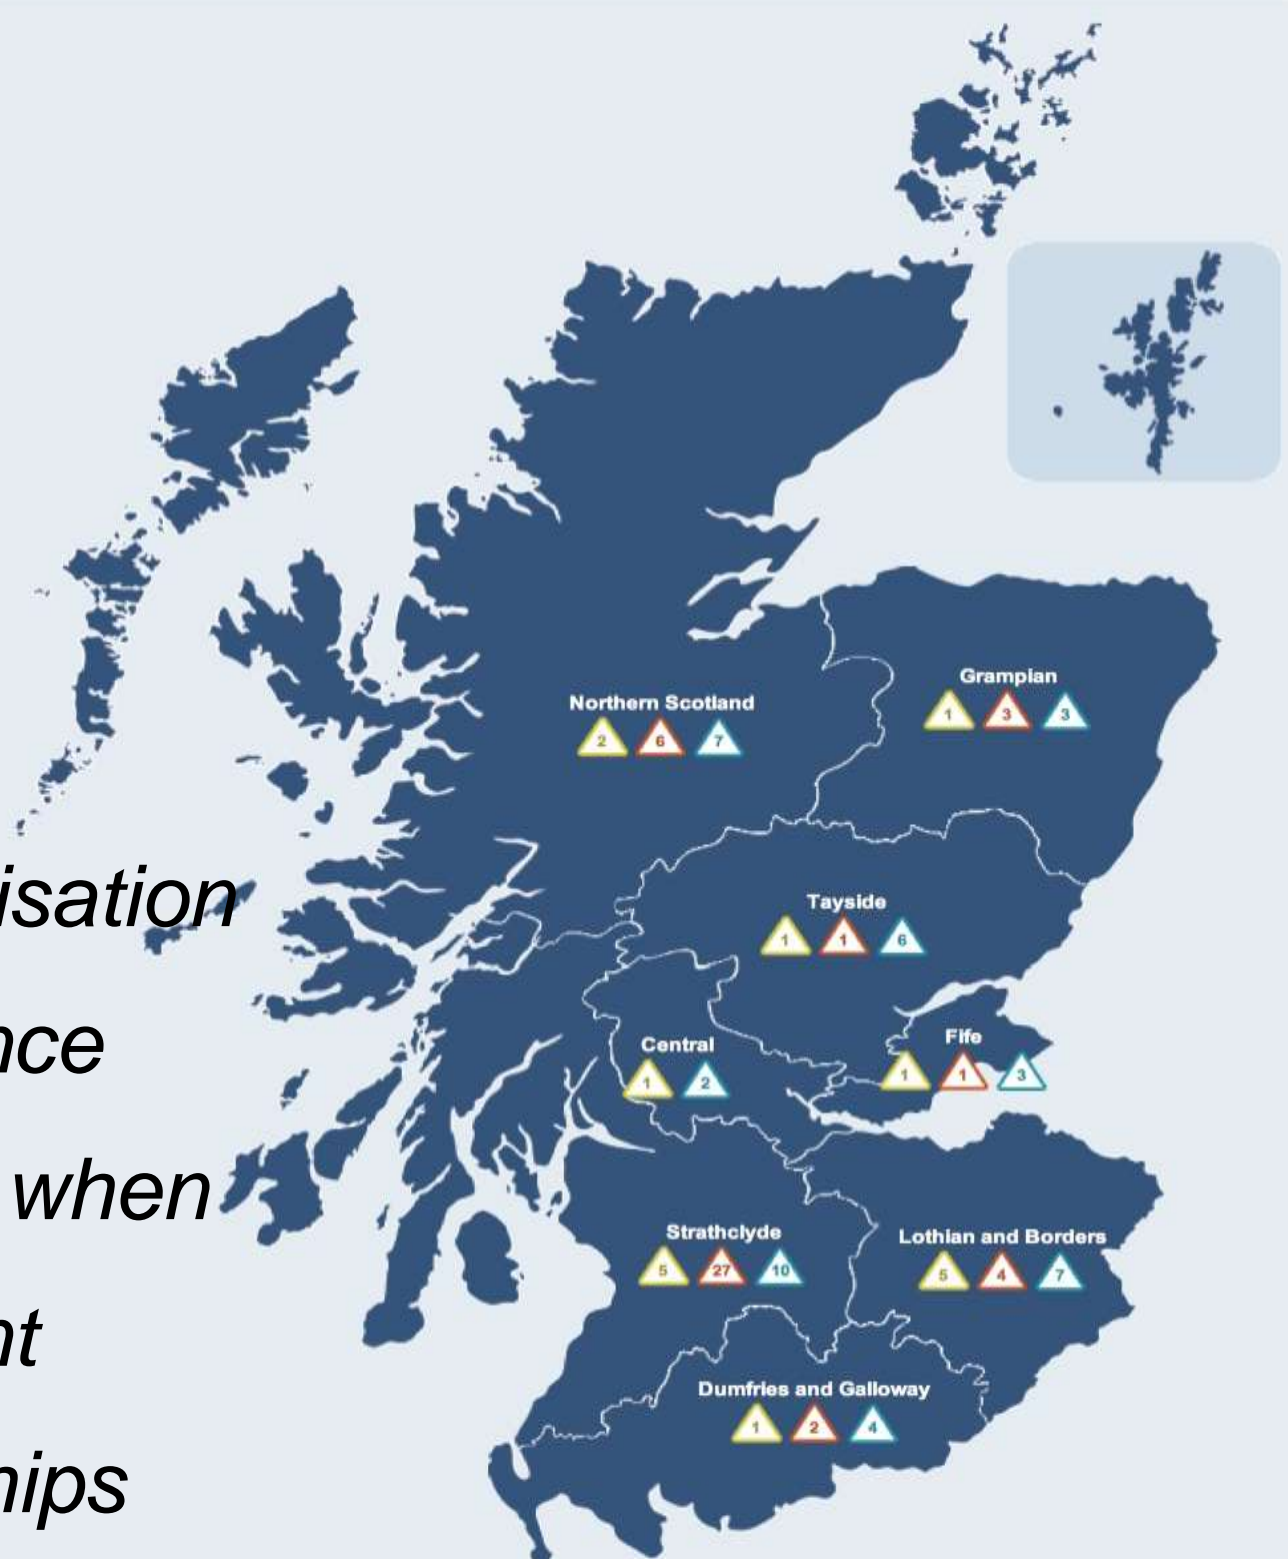 Grampian
1 3 3
Northern Scotland
2 6 7
isation
Tayside
1 1 6
nce
Fife
1 1 3
Central
1 2
when
Strathclyde
5 27 10
Lothian and Borders
5 4 7
nt
Dumfries and Galloway
1 2 4
hips